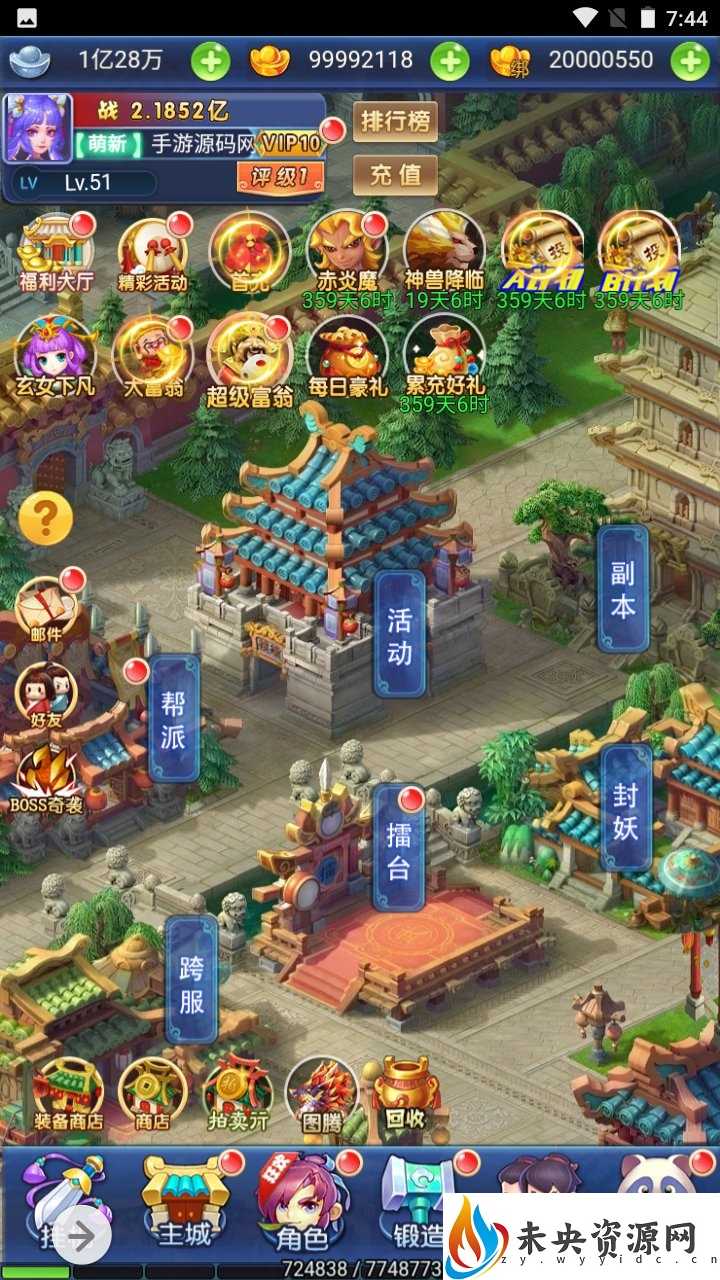 7:44
1亿28万
99992118
绑
20000550
战 2.1852亿
萌新
手游源码网
VIP10
LV Lv.51
评级1
排行榜
充值
福利大厅
精彩活动
首充
赤炎魔
359天6时
神兽降临
19天6时
投
A计划
359天6时
投
B计划
359天6时
玄女下凡
大富翁
超级富翁
每日豪礼
累充好礼
359天6时
?
副本
活动
邮件
帮派
好友
BOSS奇袭
封妖
擂台
跨服
装备商店
商店
拍卖行
图腾
回收
狂欢
主城
角色
锻造
724838 / 7748773
未央资源网
zy.wyyidc.cn